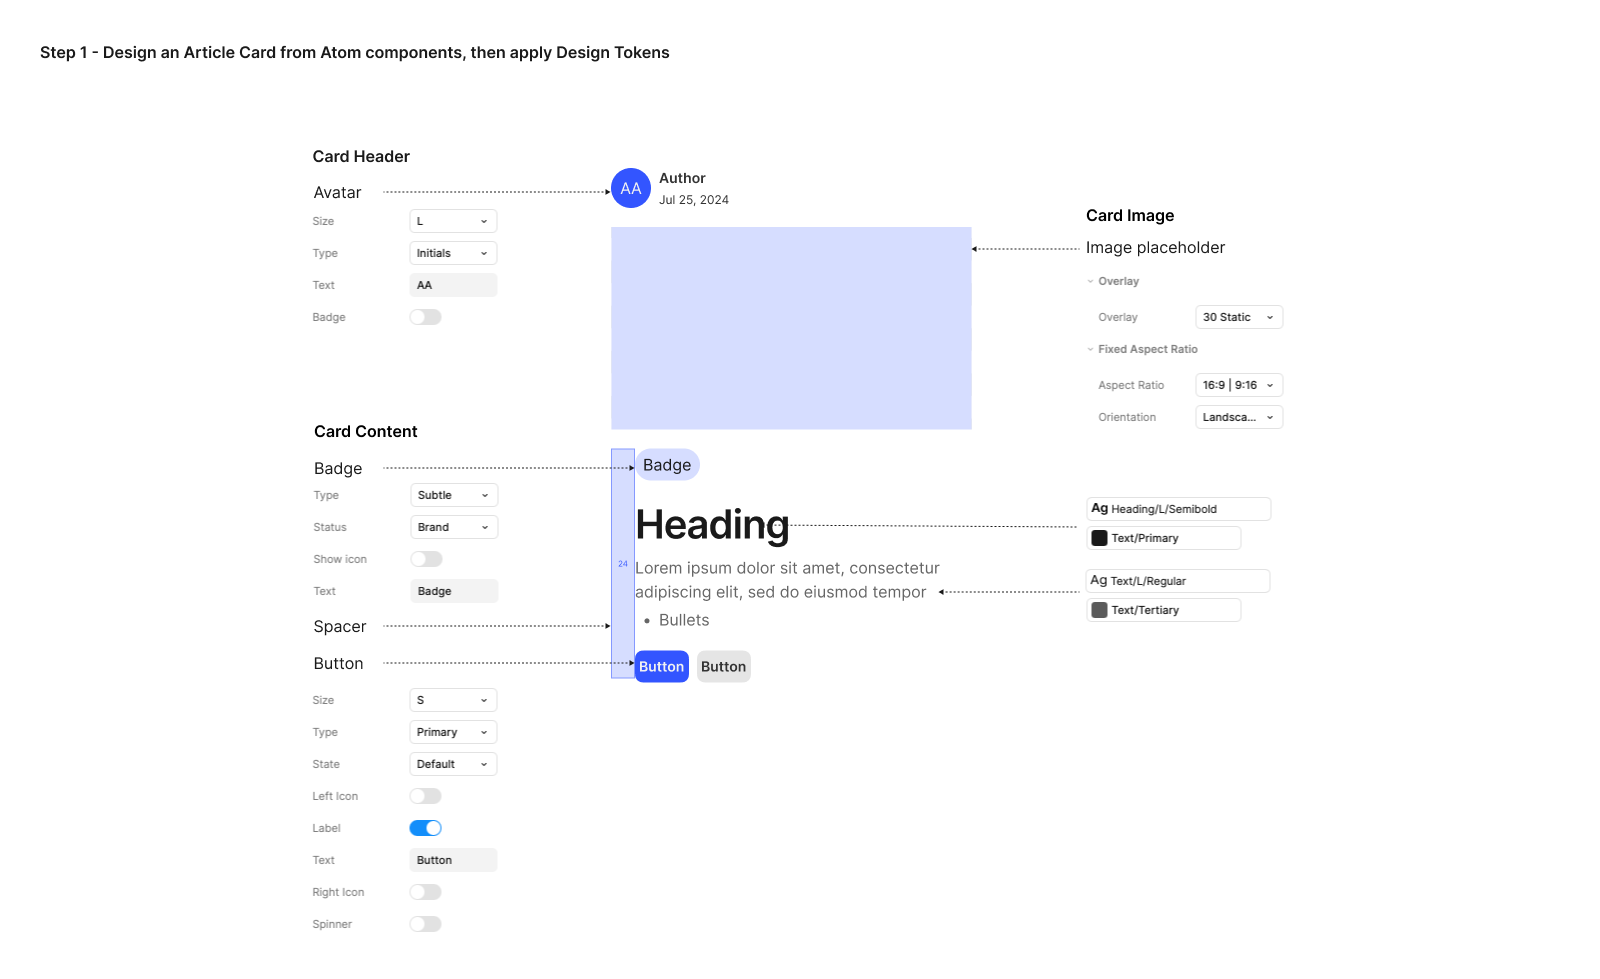 Step 1 - Design an Article Card from Atom components, then apply Design Tokens
Card Header
Avatar
Size L
Type Initials
Text AA
Badge
AA
Author
Jul 25, 2024
Card Image
Image placeholder
Overlay
Overlay 30 Static
Fixed Aspect Ratio
Aspect Ratio 16:9 | 9:16
Orientation Landsca...
Card Content
Badge
Type Subtle
Status Brand
Show icon
Text Badge
Spacer
Button
Size S
Type Primary
State Default
Left Icon
Label
Text Button
Right Icon
Spinner
24
Badge
Heading
Lorem ipsum dolor sit amet, consectetur
adipiscing elit, sed do eiusmod tempor
• Bullets
Button Button
Ag Heading/L/Semibold
Text/Primary
Ag Text/L/Regular
Text/Tertiary